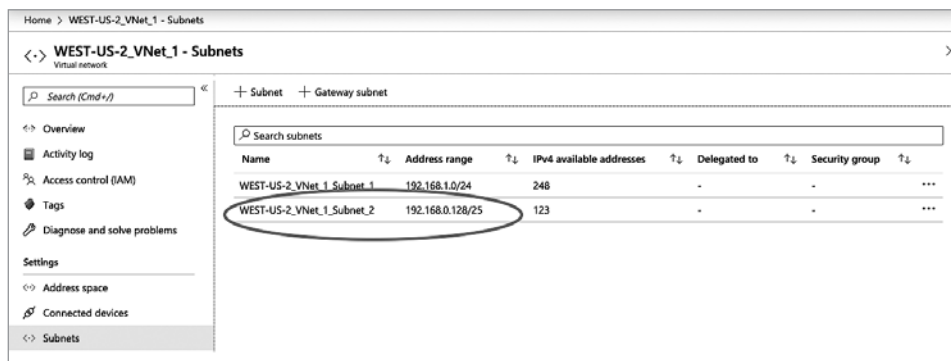 Home > WEST-US-2_VNet_1 - Subnets
WEST-US-2_VNet_1 - Subnets
Virtual network
Search (Cmd+/)
Overview
Activity log
Access control (IAM)
Tags
Diagnose and solve problems
Settings
Address space
Connected devices
Subnets
+ Subnet + Gateway subnet
Search subnets
Name Address range IPv4 available addresses Delegated to Security group
WEST-US-2_VNet_1_Subnet_1 192.168.1.0/24 248 - - ...
WEST-US-2_VNet_1_Subnet_2 192.168.0.128/25 123 - - ...